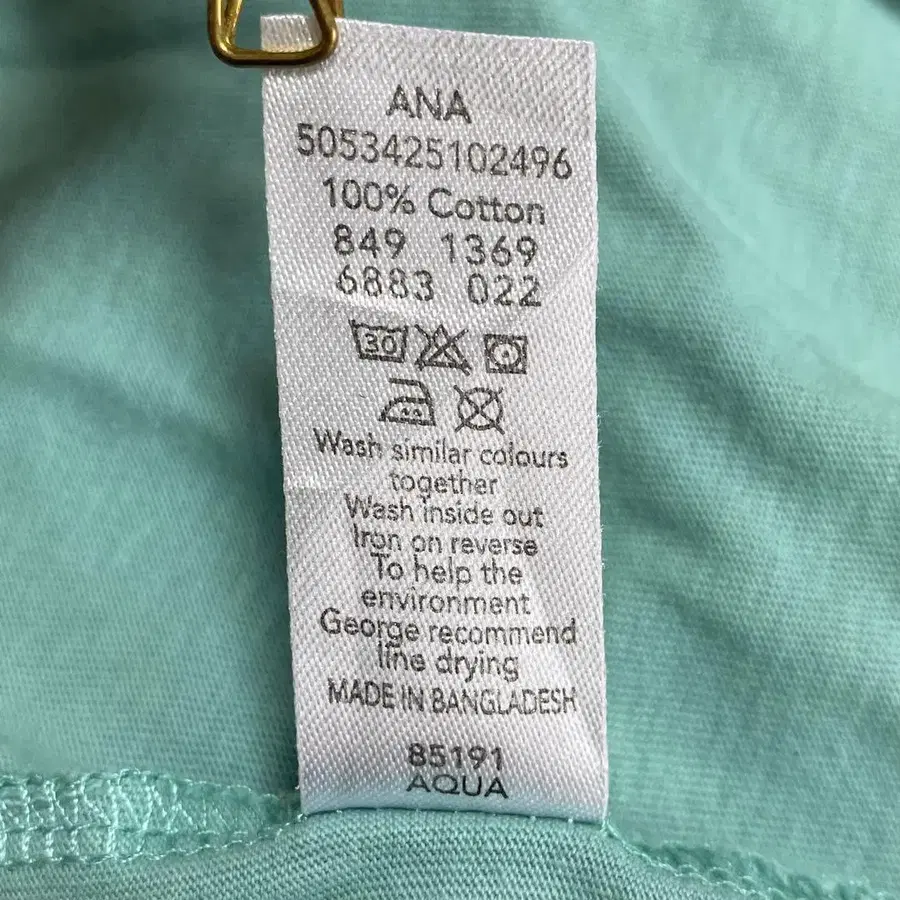 ANA
5053425102496
100% Cotton
849 1369
6883 022
30
Wash similar colours
together
Wash inside out
Iron on reverse
To help the
environment
George recommend
line drying
MADE IN BANGLADESH
85191
AQUA